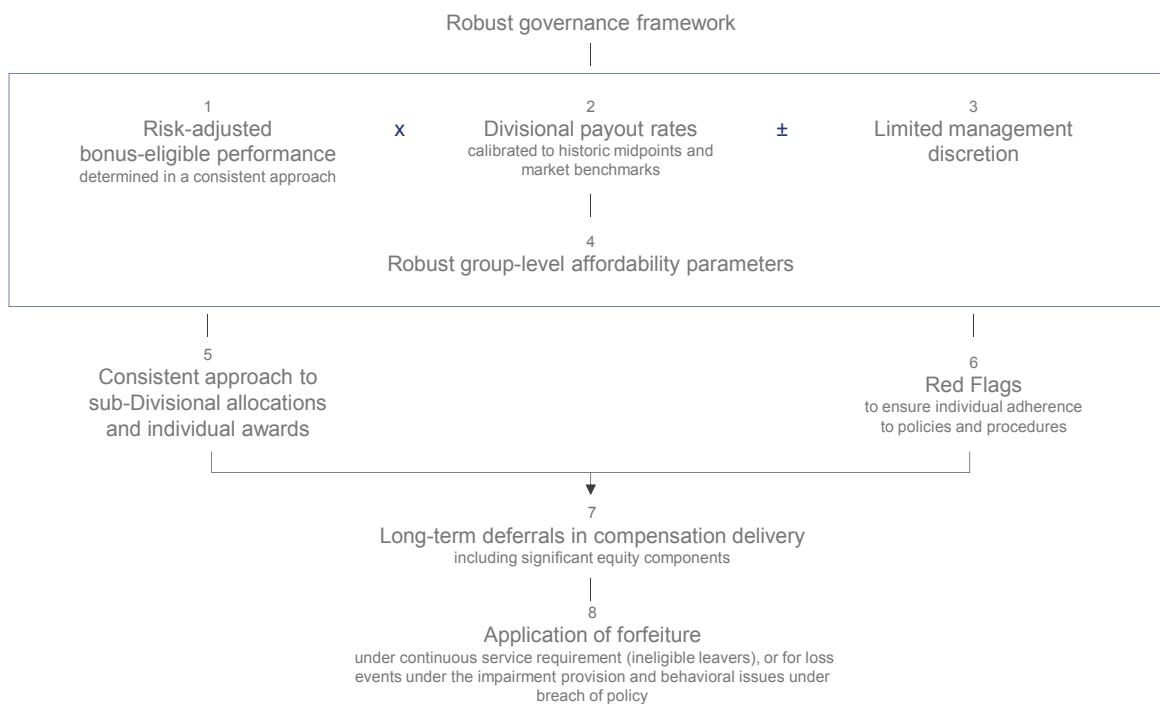 Robust governance framework
1
Risk-adjusted
bonus-eligible performance
determined in a consistent approach
x
2
Divisional payout rates
calibrated to historic midpoints and
market benchmarks
±
3
Limited management
discretion
4
Robust group-level affordability parameters
5
Consistent approach to
sub-Divisional allocations
and individual awards
6
Red Flags
to ensure individual adherence
to policies and procedures
7
Long-term deferrals in compensation delivery
including significant equity components
8
Application of forfeiture
under continuous service requirement (ineligible leavers), or for loss
events under the impairment provision and behavioral issues under
breach of policy